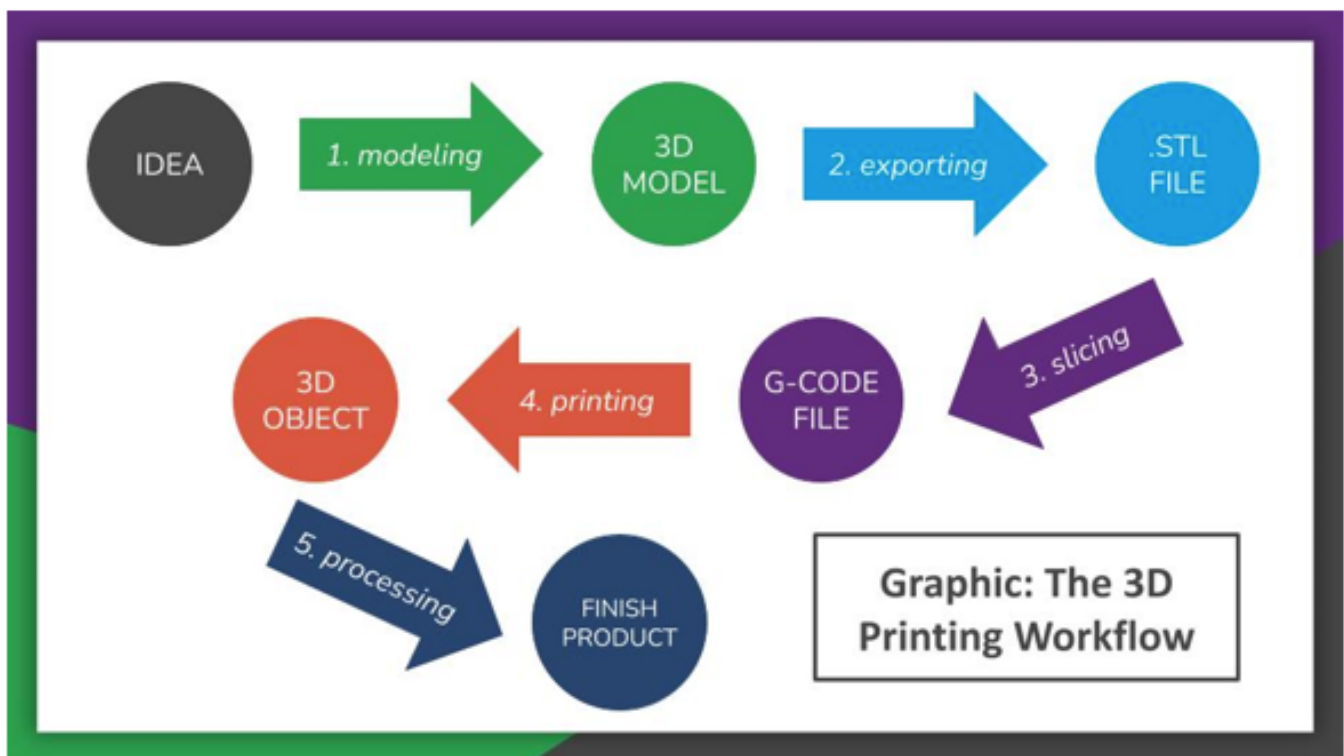 IDEA
1. modeling
3D
MODEL
2. exporting
.STL
FILE
3. slicing
G-CODE
FILE
4. printing
3D
OBJECT
5. processing
FINISH
PRODUCT
Graphic: The 3D
Printing Workflow